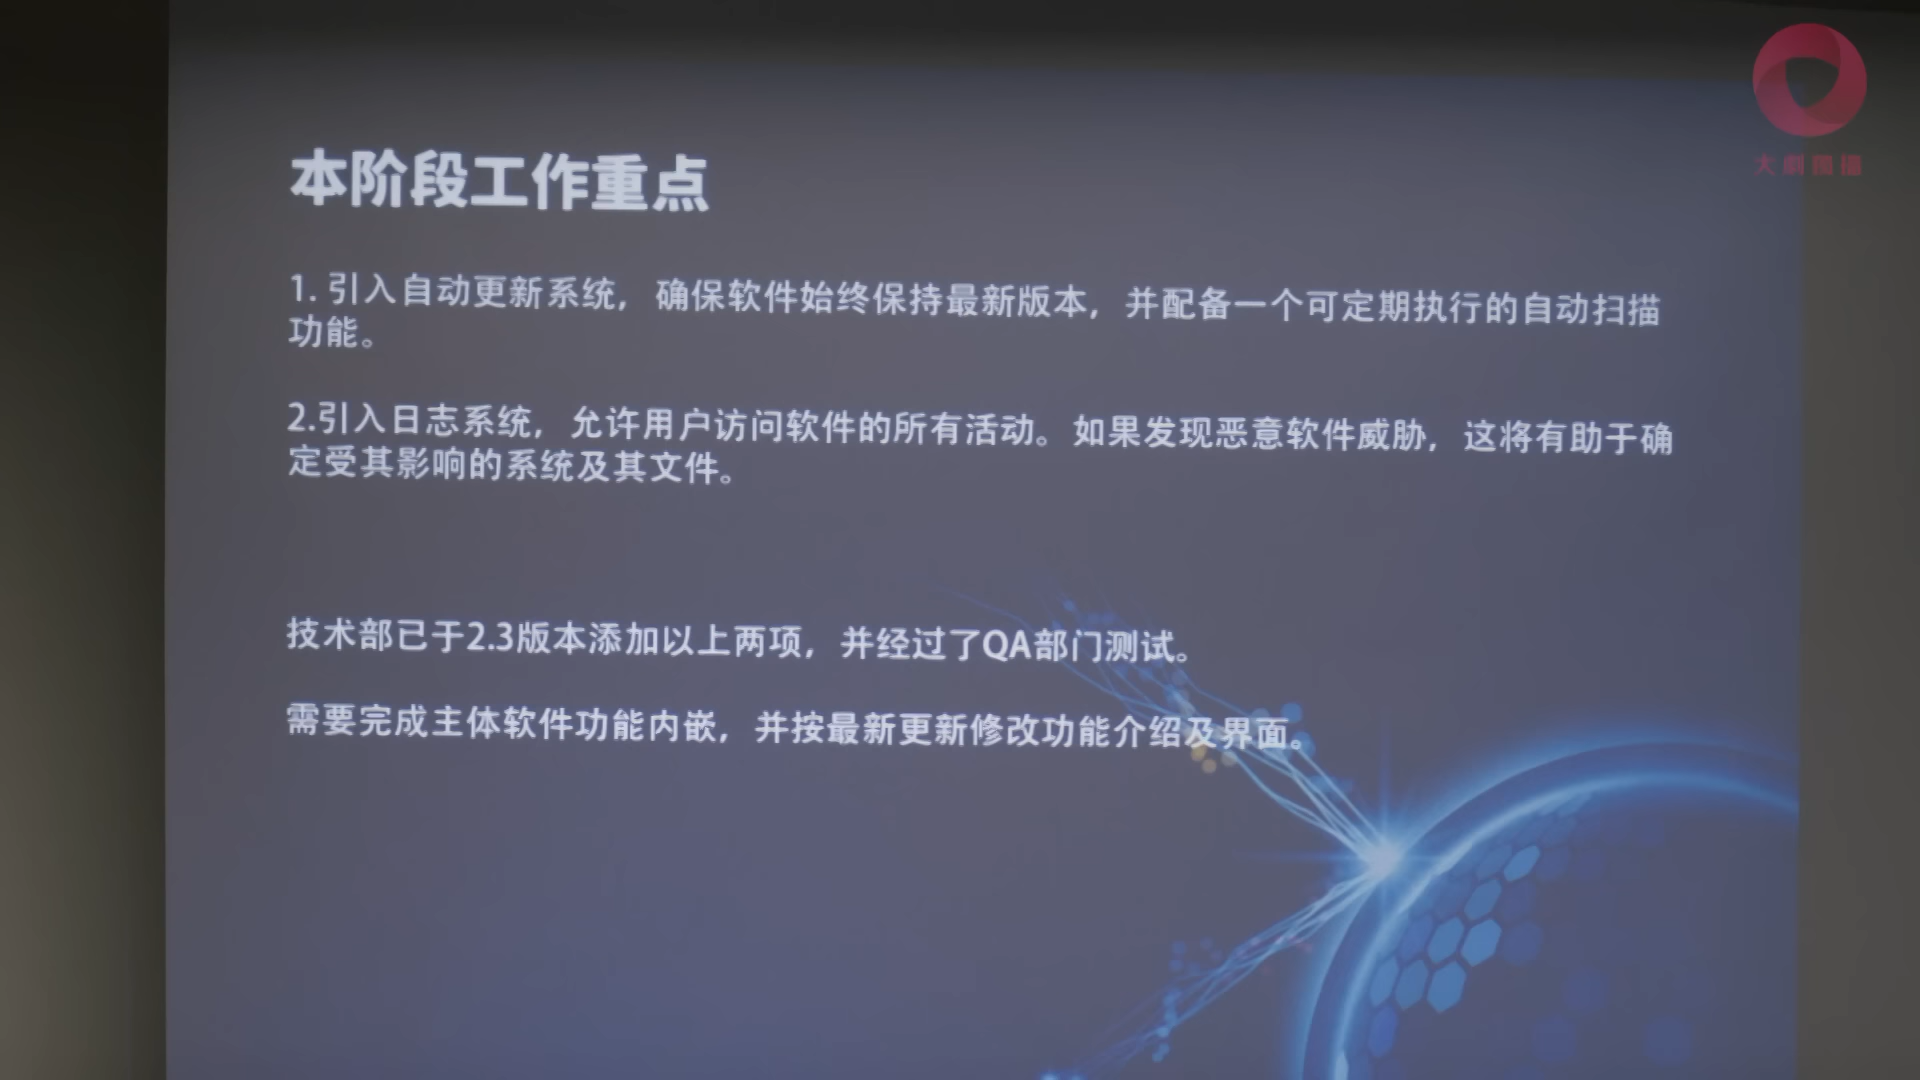 大劇獨播
本阶段工作重点
1. 引入自动更新系统，确保软件始终保持最新版本，并配备一个可定期执行的自动扫描
功能。
2.引入日志系统，允许用户访问软件的所有活动。如果发现恶意软件威胁，这将有助于确
定受其影响的系统及其文件。
技术部已于2.3版本添加以上两项，并经过了QA部门测试。
需要完成主体软件功能内嵌，并按最新更新修改功能介绍及界面。